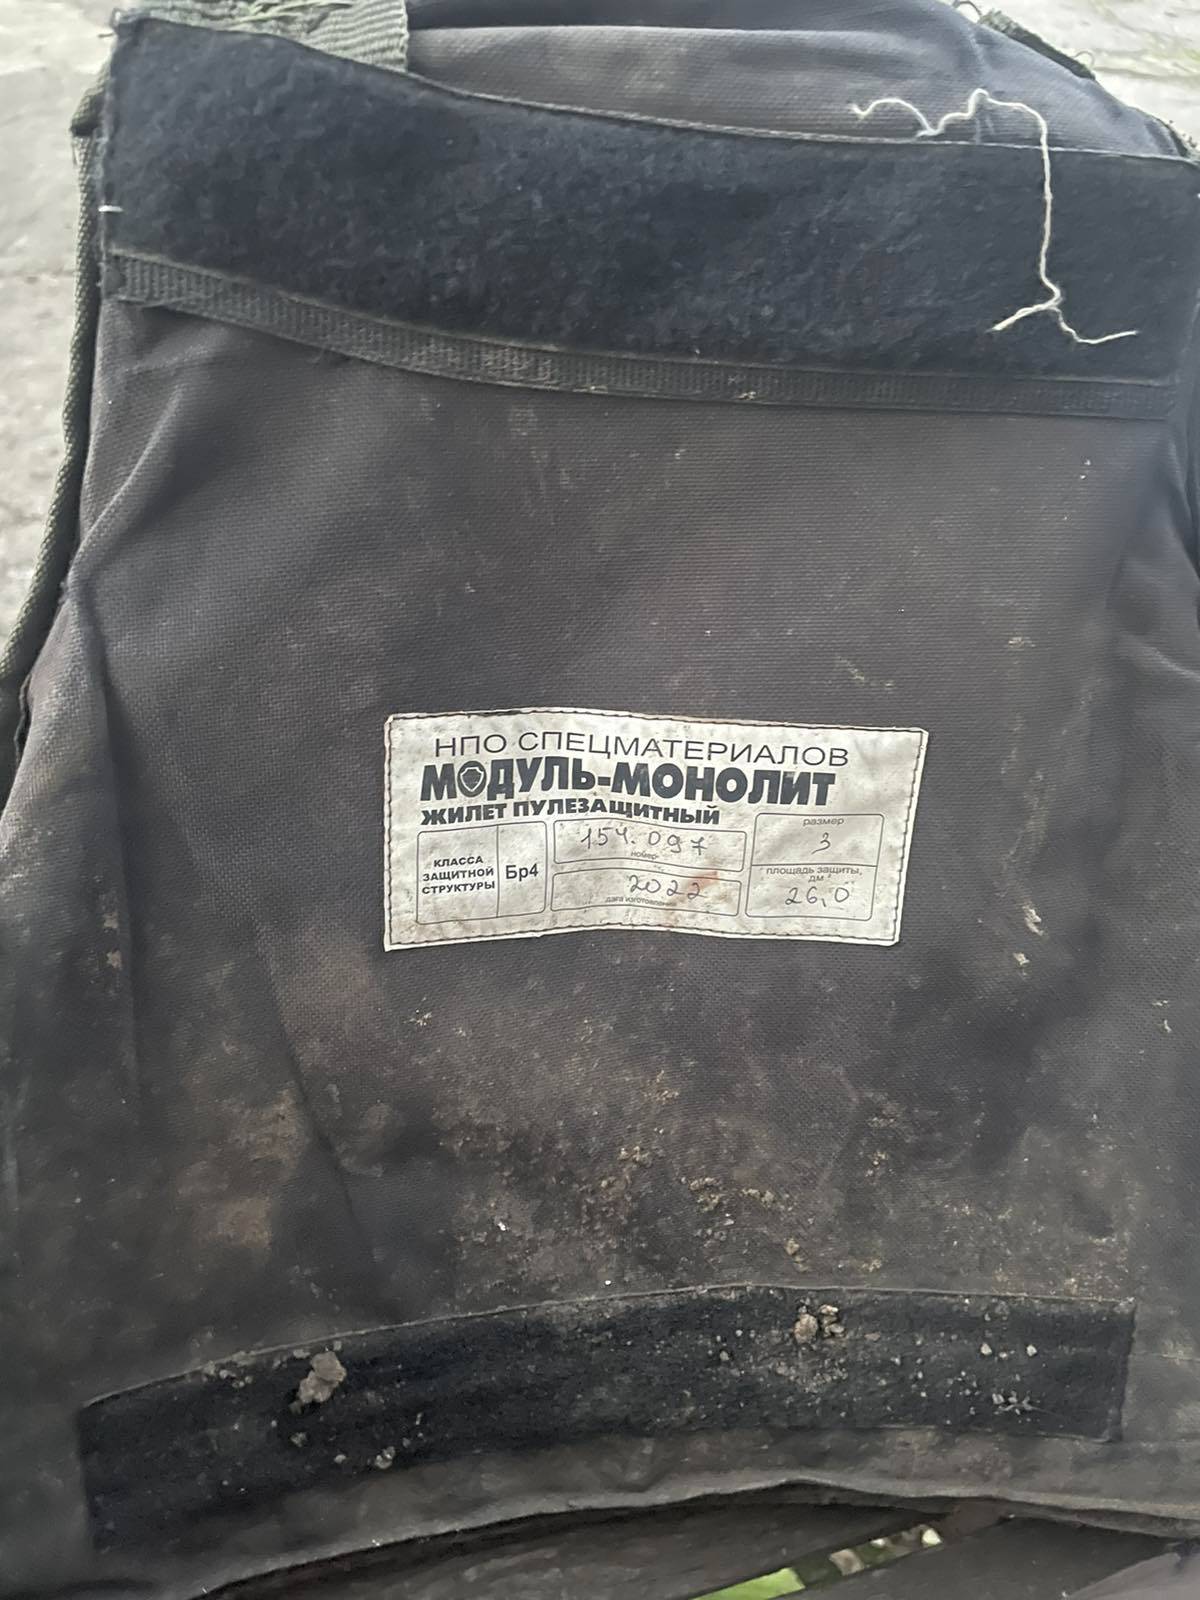 НПО СПЕЦМАТЕРИАЛОВ
МОДУЛЬ-МОНОЛИТ
ЖИЛЕТ ПУЛЕЗАЩИТНЫЙ
КЛАССА
ЗАЩИТНОЙ
СТРУКТУРЫ
Бр4
154.097
номер
2022
дата изготовления
размер
3
площадь защиты,
дм²
26,0